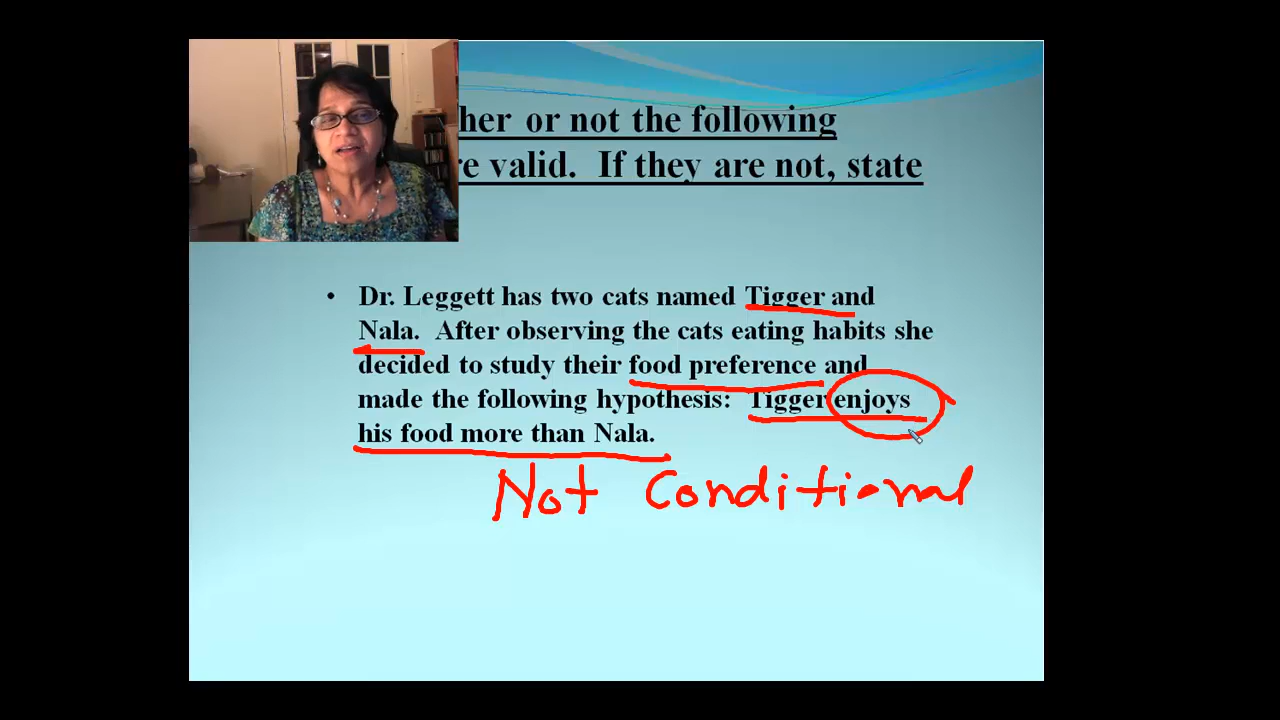 her or not the following
re valid. If they are not, state
• Dr. Leggett has two cats named Tigger and
Nala. After observing the cats eating habits she
decided to study their food preference and
made the following hypothesis: Tigger enjoys
his food more than Nala.
Not Conditional